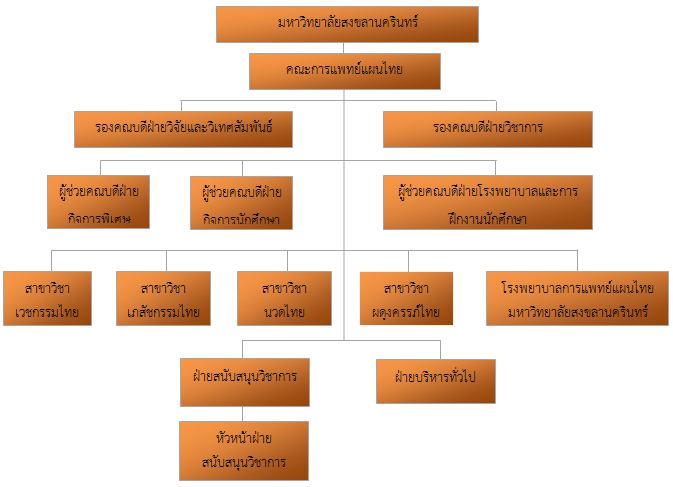 มหาวิทยาลัยสงขลานครินทร์
คณะการแพทย์แผนไทย
รองคณบดีฝ่ายวิจัยและวิเทศสัมพันธ์
รองคณบดีฝ่ายวิชาการ
ผู้ช่วยคณบดีฝ่าย
กิจการพิเศษ
ผู้ช่วยคณบดีฝ่าย
กิจการนักศึกษา
ผู้ช่วยคณบดีฝ่ายโรงพยาบาลและการ
ฝึกงานนักศึกษา
สาขาวิชา
เวชกรรมไทย
สาขาวิชา
เภสัชกรรมไทย
สาขาวิชา
นวดไทย
สาขาวิชา
ผดุงครรภ์ไทย
โรงพยาบาลการแพทย์แผนไทย
มหาวิทยาลัยสงขลานครินทร์
ฝ่ายสนับสนุนวิชาการ
ฝ่ายบริหารทั่วไป
หัวหน้าฝ่าย
สนับสนุนวิชาการ